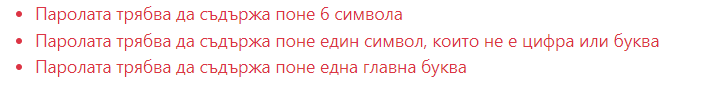 Паролата трябва да съдържа поне 6 символа
Паролата трябва да съдържа поне един символ, които не е цифра или буква
Паролата трябва да съдържа поне една главна буква